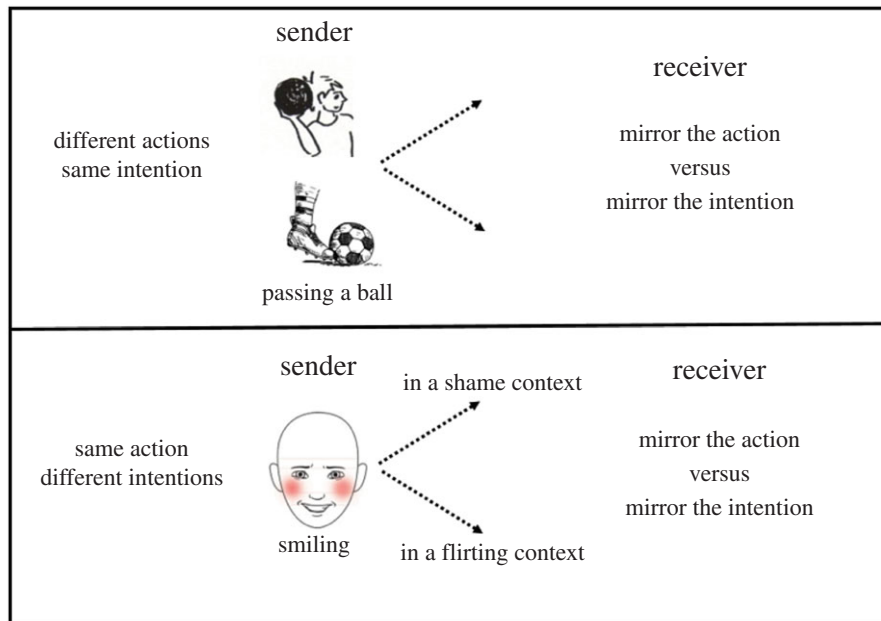 sender
receiver
different actions
same intention
mirror the action
versus
mirror the intention
passing a ball
sender
in a shame context
receiver
same action
different intentions
mirror the action
versus
mirror the intention
smiling
in a flirting context